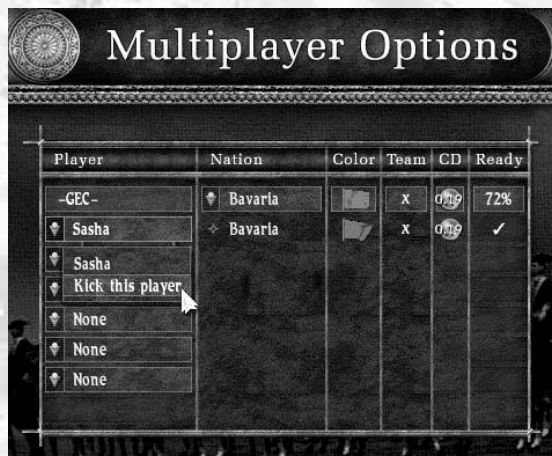 Multiplayer Options
Player Nation Color Team CD Ready
-GEC- Bavaria x 72%
Sasha Bavaria x ✓
Sasha
Kick this player
None
None
None